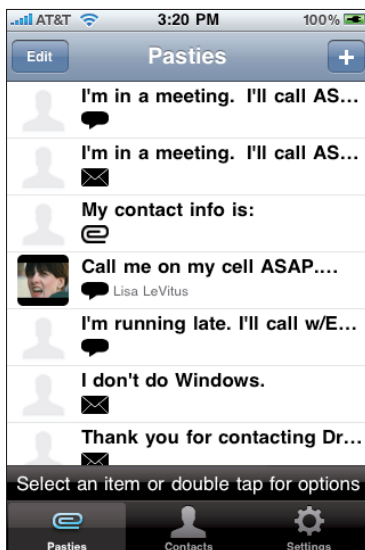 AT&T 3:20 PM 100%
Edit Pasties +
I'm in a meeting. I'll call AS...
I'm in a meeting. I'll call AS...
My contact info is:
Call me on my cell ASAP....
Lisa LeVitus
I'm running late. I'll call w/E...
I don't do Windows.
Thank you for contacting Dr...
Select an item or double tap for options
Pasties Contacts Settings